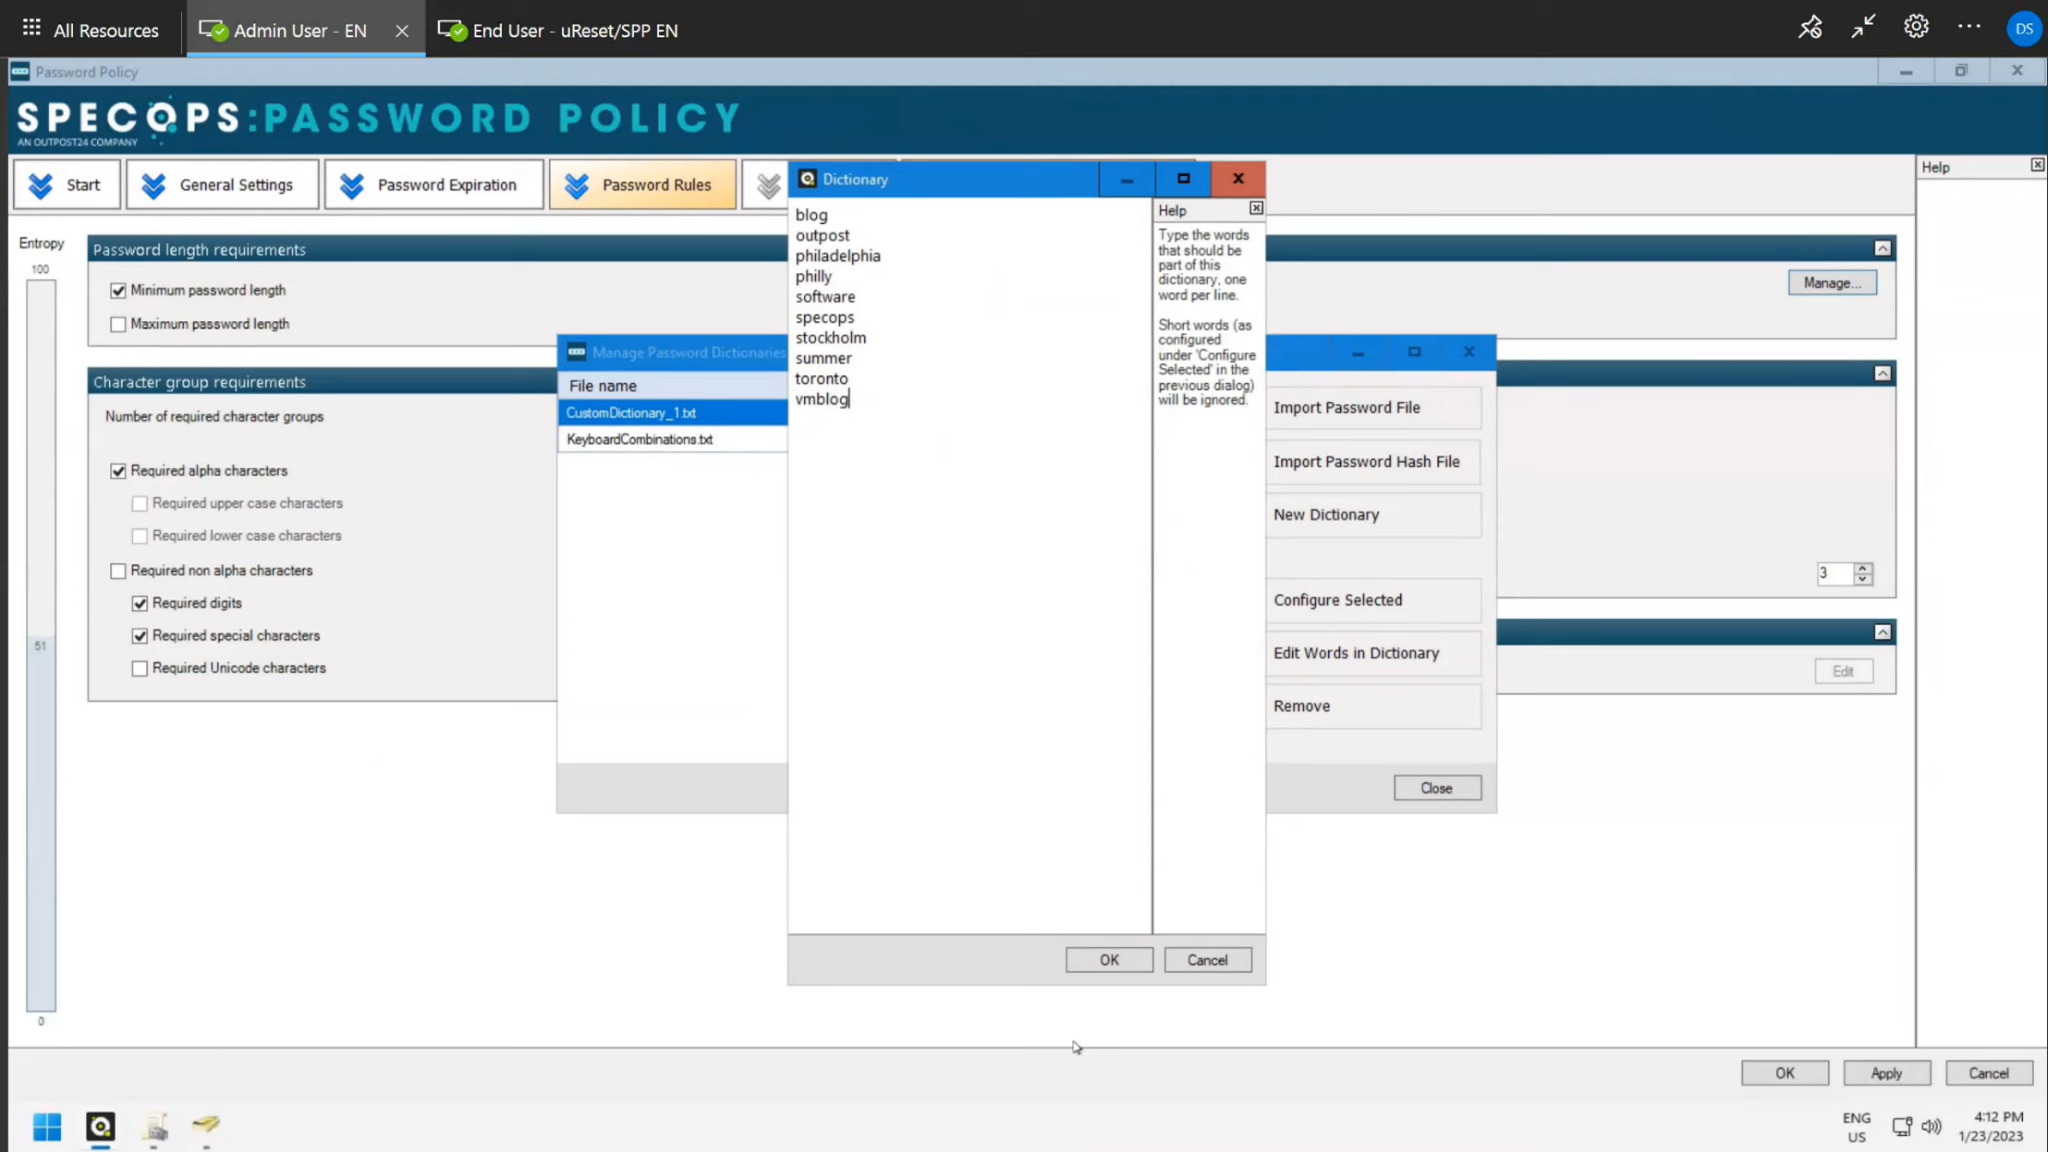 All Resources
Admin User - EN
End User - uReset/SPP EN
DS
Password Policy
SPECOPS:PASSWORD POLICY
AN OUTPOST24 COMPANY
Start
General Settings
Password Expiration
Password Rules
Help
Entropy
100
51
0
Password length requirements
Minimum password length
Maximum password length
Manage...
Character group requirements
Number of required character groups
Required alpha characters
Required upper case characters
Required lower case characters
Required non alpha characters
Required digits
Required special characters
Required Unicode characters
3
Edit
Manage Password Dictionaries
File name
CustomDictionary_1.txt
KeyboardCombinations.txt
Import Password File
Import Password Hash File
New Dictionary
Configure Selected
Edit Words in Dictionary
Remove
Close
Dictionary
blog
outpost
philadelphia
philly
software
specops
stockholm
summer
toronto
vmblog
Help
Type the words
that should be
part of this
dictionary, one
word per line.
Short words (as
configured
under 'Configure
Selected' in the
previous dialog)
will be ignored.
OK
Cancel
OK
Apply
Cancel
ENG
US
4:12 PM
1/23/2023